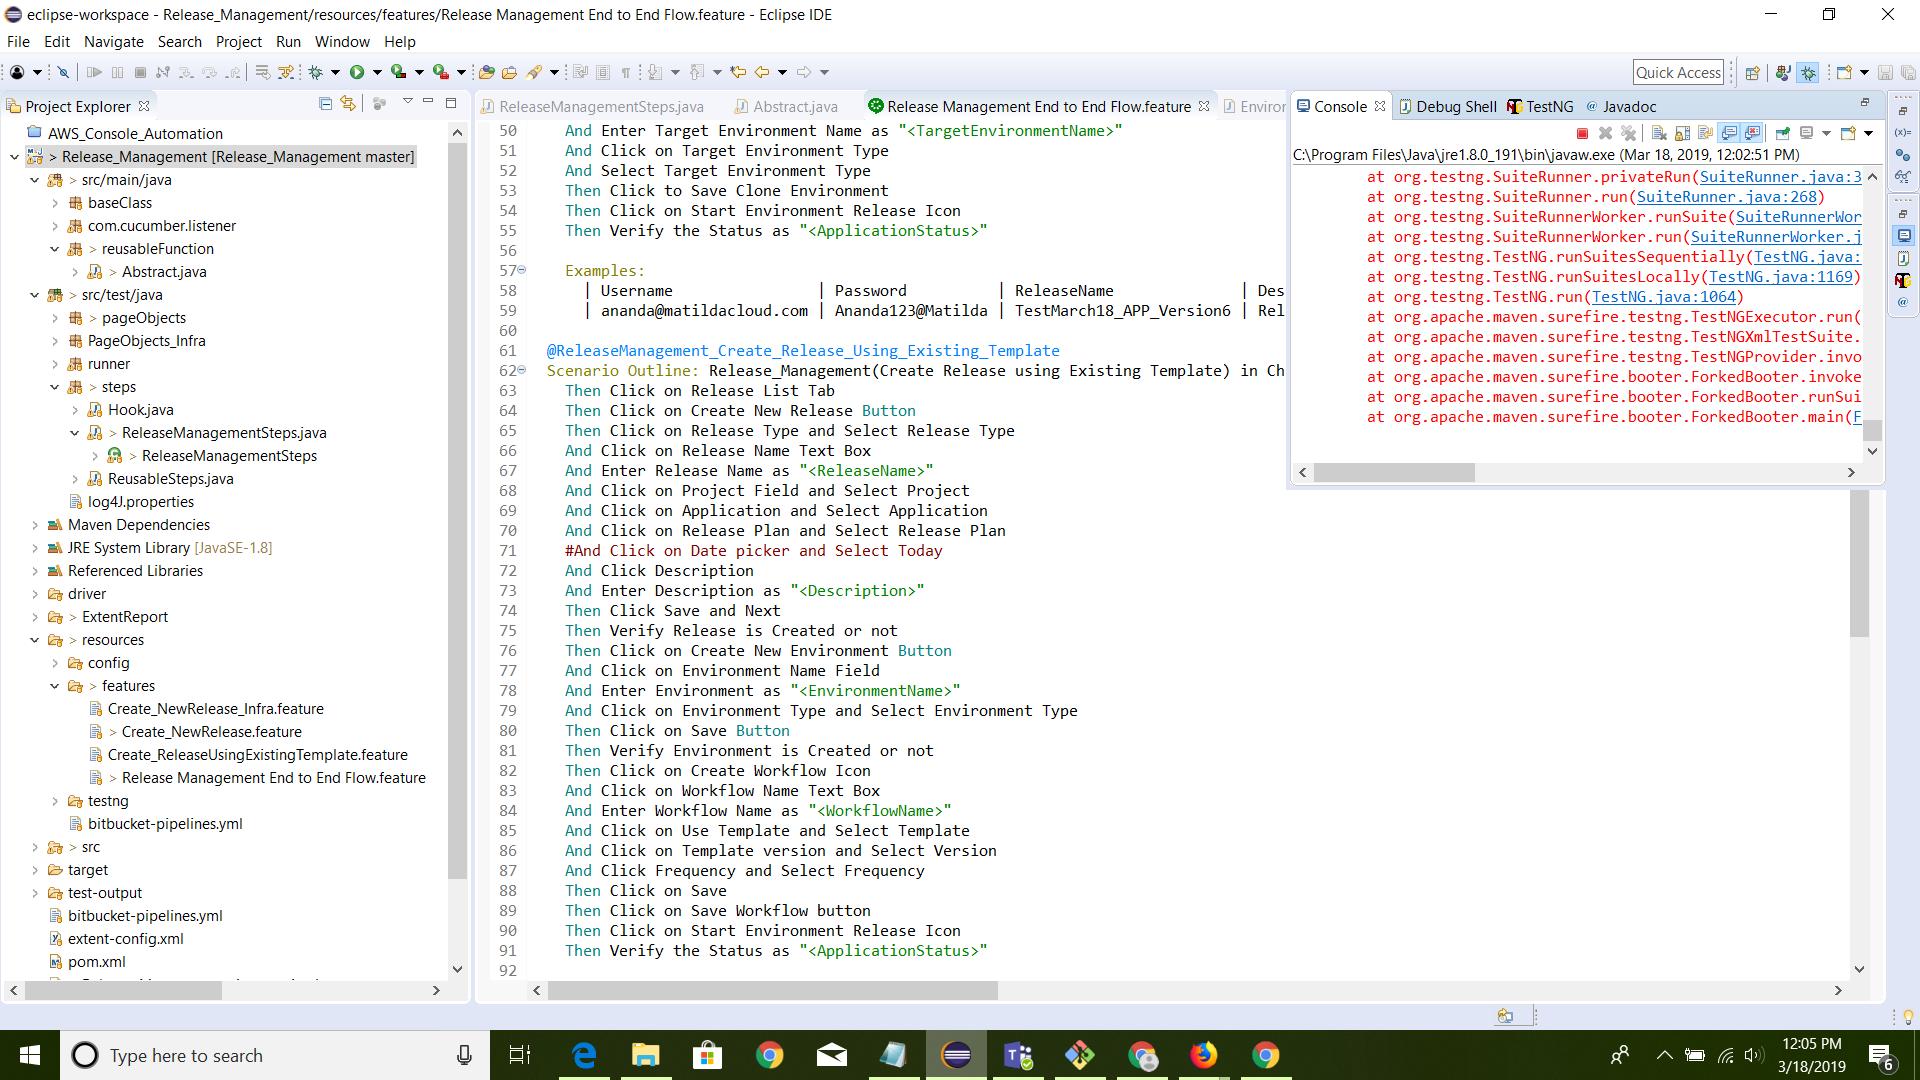 eclipse-workspace - Release_Management/resources/features/Release Management End to End Flow.feature - Eclipse IDE
File Edit Navigate Search Project Run Window Help
Quick Access
Project Explorer
AWS_Console_Automation
> Release_Management [Release_Management master]
> src/main/java
baseClass
com.cucumber.listener
> reusableFunction
> Abstract.java
> src/test/java
> pageObjects
PageObjects_Infra
runner
> steps
Hook.java
> ReleaseManagementSteps.java
> ReleaseManagementSteps
ReusableSteps.java
log4J.properties
Maven Dependencies
JRE System Library [JavaSE-1.8]
Referenced Libraries
driver
> ExtentReport
> resources
config
> features
Create_NewRelease_Infra.feature
> Create_NewRelease.feature
Create_ReleaseUsingExistingTemplate.feature
> Release Management End to End Flow.feature
testng
bitbucket-pipelines.yml
> src
target
test-output
bitbucket-pipelines.yml
extent-config.xml
pom.xml
ReleaseManagementSteps.java Abstract.java Release Management End to End Flow.feature Enviror
50 And Enter Target Environment Name as "<TargetEnvironmentName>"
51 And Click on Target Environment Type
52 And Select Target Environment Type
53 Then Click to Save Clone Environment
54 Then Click on Start Environment Release Icon
55 Then Verify the Status as "<ApplicationStatus>"
56
57 Examples:
58 | Username | Password | ReleaseName | Des
59 | ananda@matildacloud.com | Ananda123@Matilda | TestMarch18_APP_Version6 | Rel
60
61 @ReleaseManagement_Create_Release_Using_Existing_Template
62 Scenario Outline: Release_Management(Create Release using Existing Template) in Ch
63 Then Click on Release List Tab
64 Then Click on Create New Release Button
65 Then Click on Release Type and Select Release Type
66 And Click on Release Name Text Box
67 And Enter Release Name as "<ReleaseName>"
68 And Click on Project Field and Select Project
69 And Click on Application and Select Application
70 And Click on Release Plan and Select Release Plan
71 #And Click on Date picker and Select Today
72 And Click Description
73 And Enter Description as "<Description>"
74 Then Click Save and Next
75 Then Verify Release is Created or not
76 Then Click on Create New Environment Button
77 And Click on Environment Name Field
78 And Enter Environment as "<EnvironmentName>"
79 And Click on Environment Type and Select Environment Type
80 Then Click on Save Button
81 Then Verify Environment is Created or not
82 Then Click on Create Workflow Icon
83 And Click on Workflow Name Text Box
84 And Enter Workflow Name as "<WorkflowName>"
85 And Click on Use Template and Select Template
86 And Click on Template version and Select Version
87 And Click Frequency and Select Frequency
88 Then Click on Save
89 Then Click on Save Workflow button
90 Then Click on Start Environment Release Icon
91 Then Verify the Status as "<ApplicationStatus>"
92
Console Debug Shell TestNG Javadoc
C:\Program Files\Java\jre1.8.0_191\bin\javaw.exe (Mar 18, 2019, 12:02:51 PM)
at org.testng.SuiteRunner.privateRun(SuiteRunner.java:3
at org.testng.SuiteRunner.run(SuiteRunner.java:268)
at org.testng.SuiteRunnerWorker.runSuite(SuiteRunnerWor
at org.testng.SuiteRunnerWorker.run(SuiteRunnerWorker.j
at org.testng.TestNG.runSuitesSequentially(TestNG.java:
at org.testng.TestNG.runSuitesLocally(TestNG.java:1169)
at org.testng.TestNG.run(TestNG.java:1064)
at org.apache.maven.surefire.testng.TestNGExecutor.run(
at org.apache.maven.surefire.testng.TestNGXmlTestSuite.
at org.apache.maven.surefire.testng.TestNGProvider.invo
at org.apache.maven.surefire.booter.ForkedBooter.invoke
at org.apache.maven.surefire.booter.ForkedBooter.runSui
at org.apache.maven.surefire.booter.ForkedBooter.main(F
Type here to search
12:05 PM
3/18/2019
6